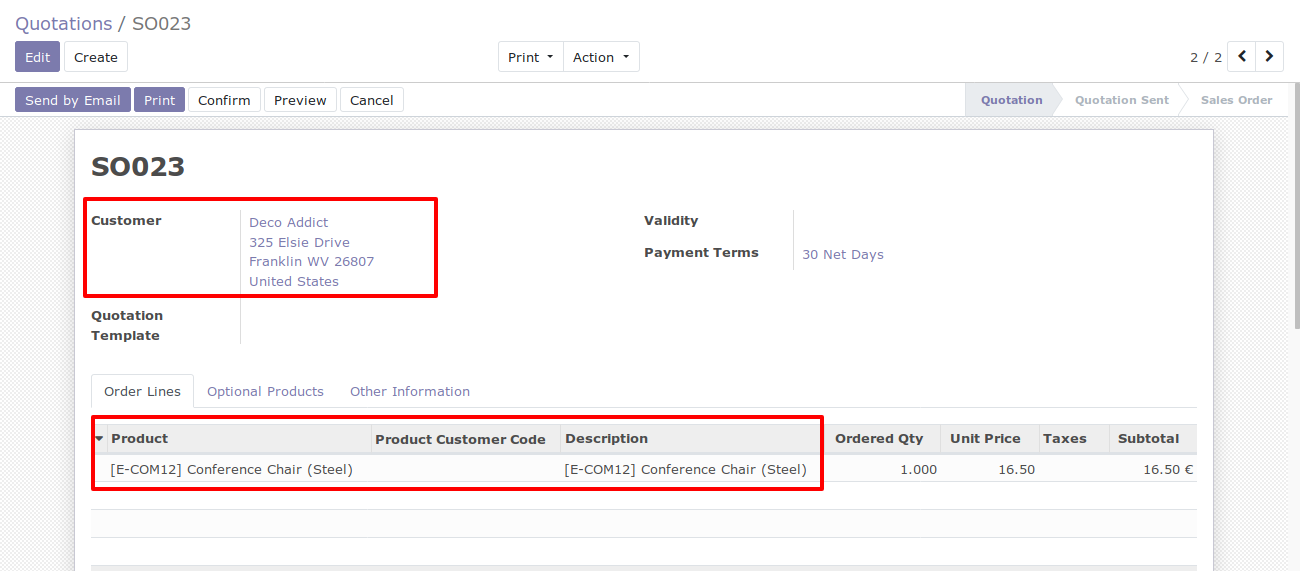 Quotations / SO023
Edit Create Print Action 2 / 2
Send by Email Print Confirm Preview Cancel Quotation Quotation Sent Sales Order
SO023
Customer
Deco Addict
325 Elsie Drive
Franklin WV 26807
United States
Validity
Payment Terms 30 Net Days
Quotation
Template
Order Lines Optional Products Other Information
Product Product Customer Code Description Ordered Qty Unit Price Taxes Subtotal
[E-COM12] Conference Chair (Steel) [E-COM12] Conference Chair (Steel) 1.000 16.50 16.50 €